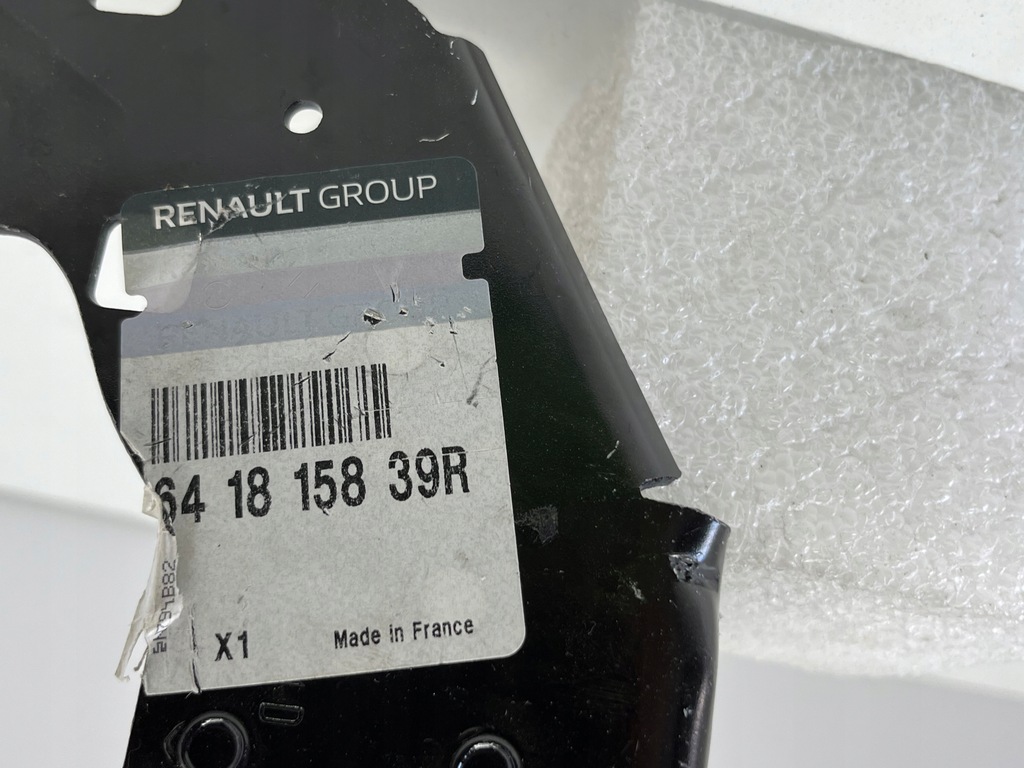 RENAULT GROUP
64 18 158 39R
X1
Made in France